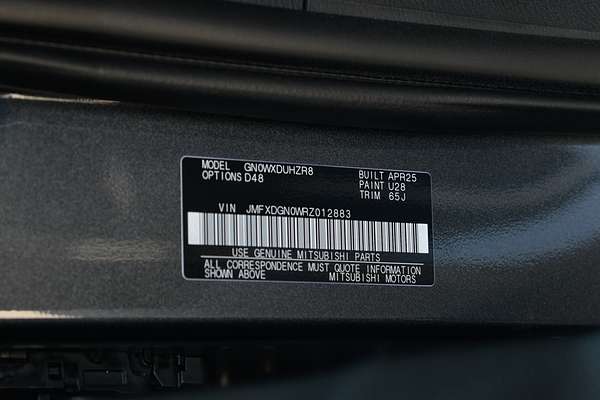 MODEL GN0WXDUHZR8 BUILT APR25
OPTIONS D48 PAINT U28
TRIM 65J
VIN JMFXDGN0WRZ012883
USE GENUINE MITSUBISHI PARTS
ALL CORRESPONDENCE MUST QUOTE INFORMATION
SHOWN ABOVE MITSUBISHI MOTORS